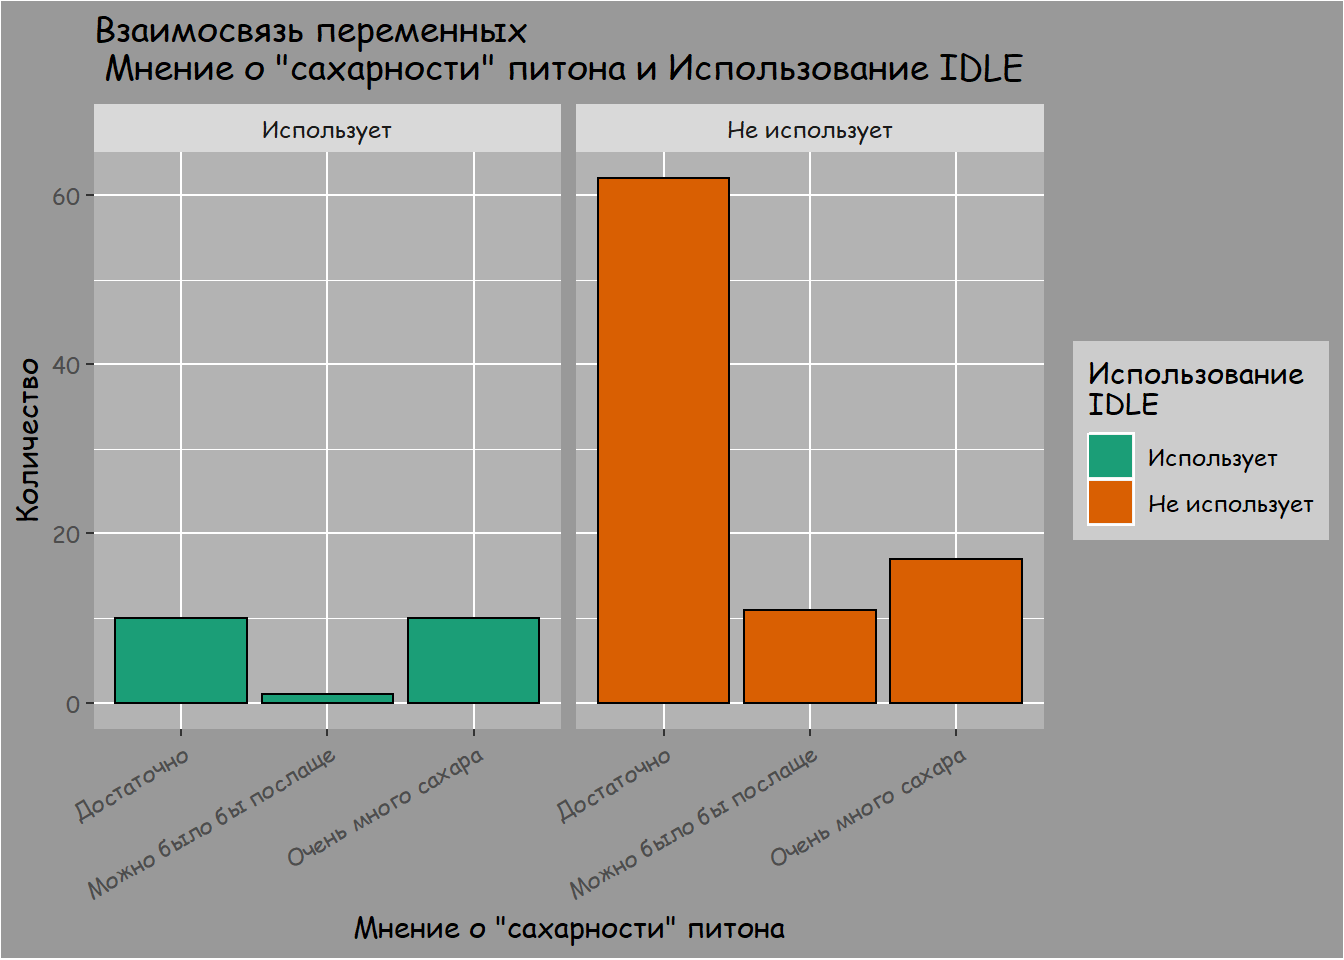 Взаимосвязь переменных
Мнение о "сахарности" питона и Использование IDLE
Использует
Не использует
Количество
60
40
20
0
Достаточно
Можно было бы послаще
Очень много сахара
Достаточно
Можно было бы послаще
Очень много сахара
Мнение о "сахарности" питона
Использование
IDLE
Использует
Не использует